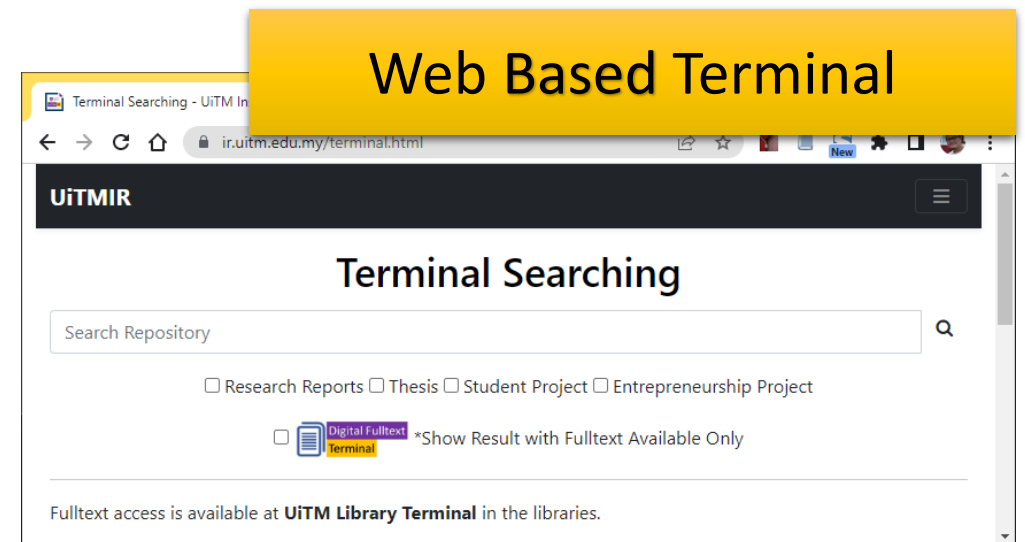 Web Based Terminal
Terminal Searching - UiTM In
ir.uitm.edu.my/terminal.html
New
UiTMIR
Terminal Searching
Search Repository
Research Reports Thesis Student Project Entrepreneurship Project
Digital Fulltext
Terminal
*Show Result with Fulltext Available Only
Fulltext access is available at UiTM Library Terminal in the libraries.